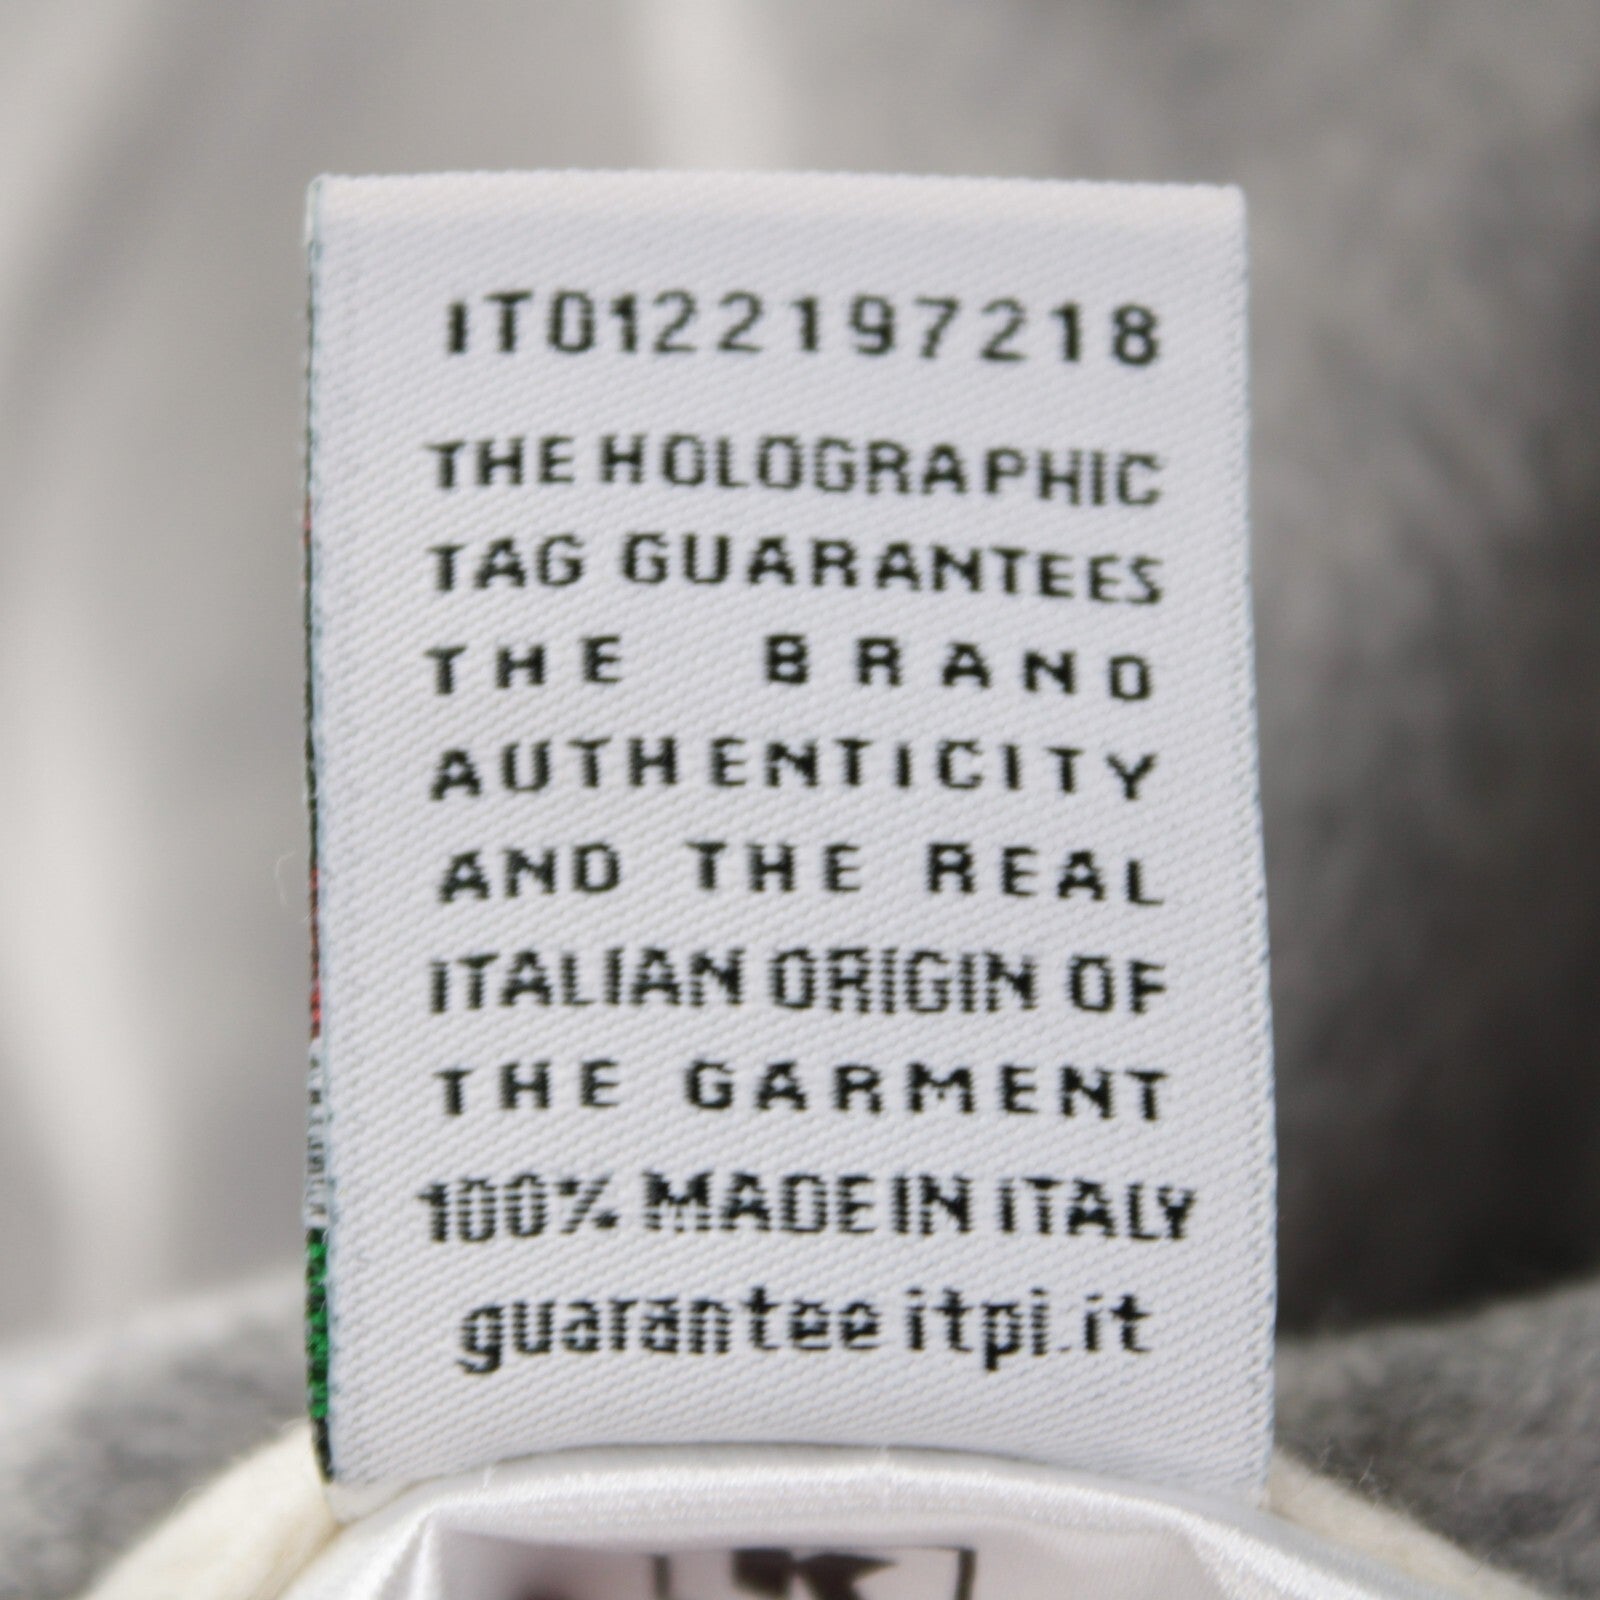 IT0122197218
THE HOLOGRAPHIC
TAG GUARANTEES
THE BRAND
AUTHENTICITY
AND THE REAL
ITALIAN ORIGIN OF
THE GARMENT
100% MADE IN ITALY
guarantee itpi.it